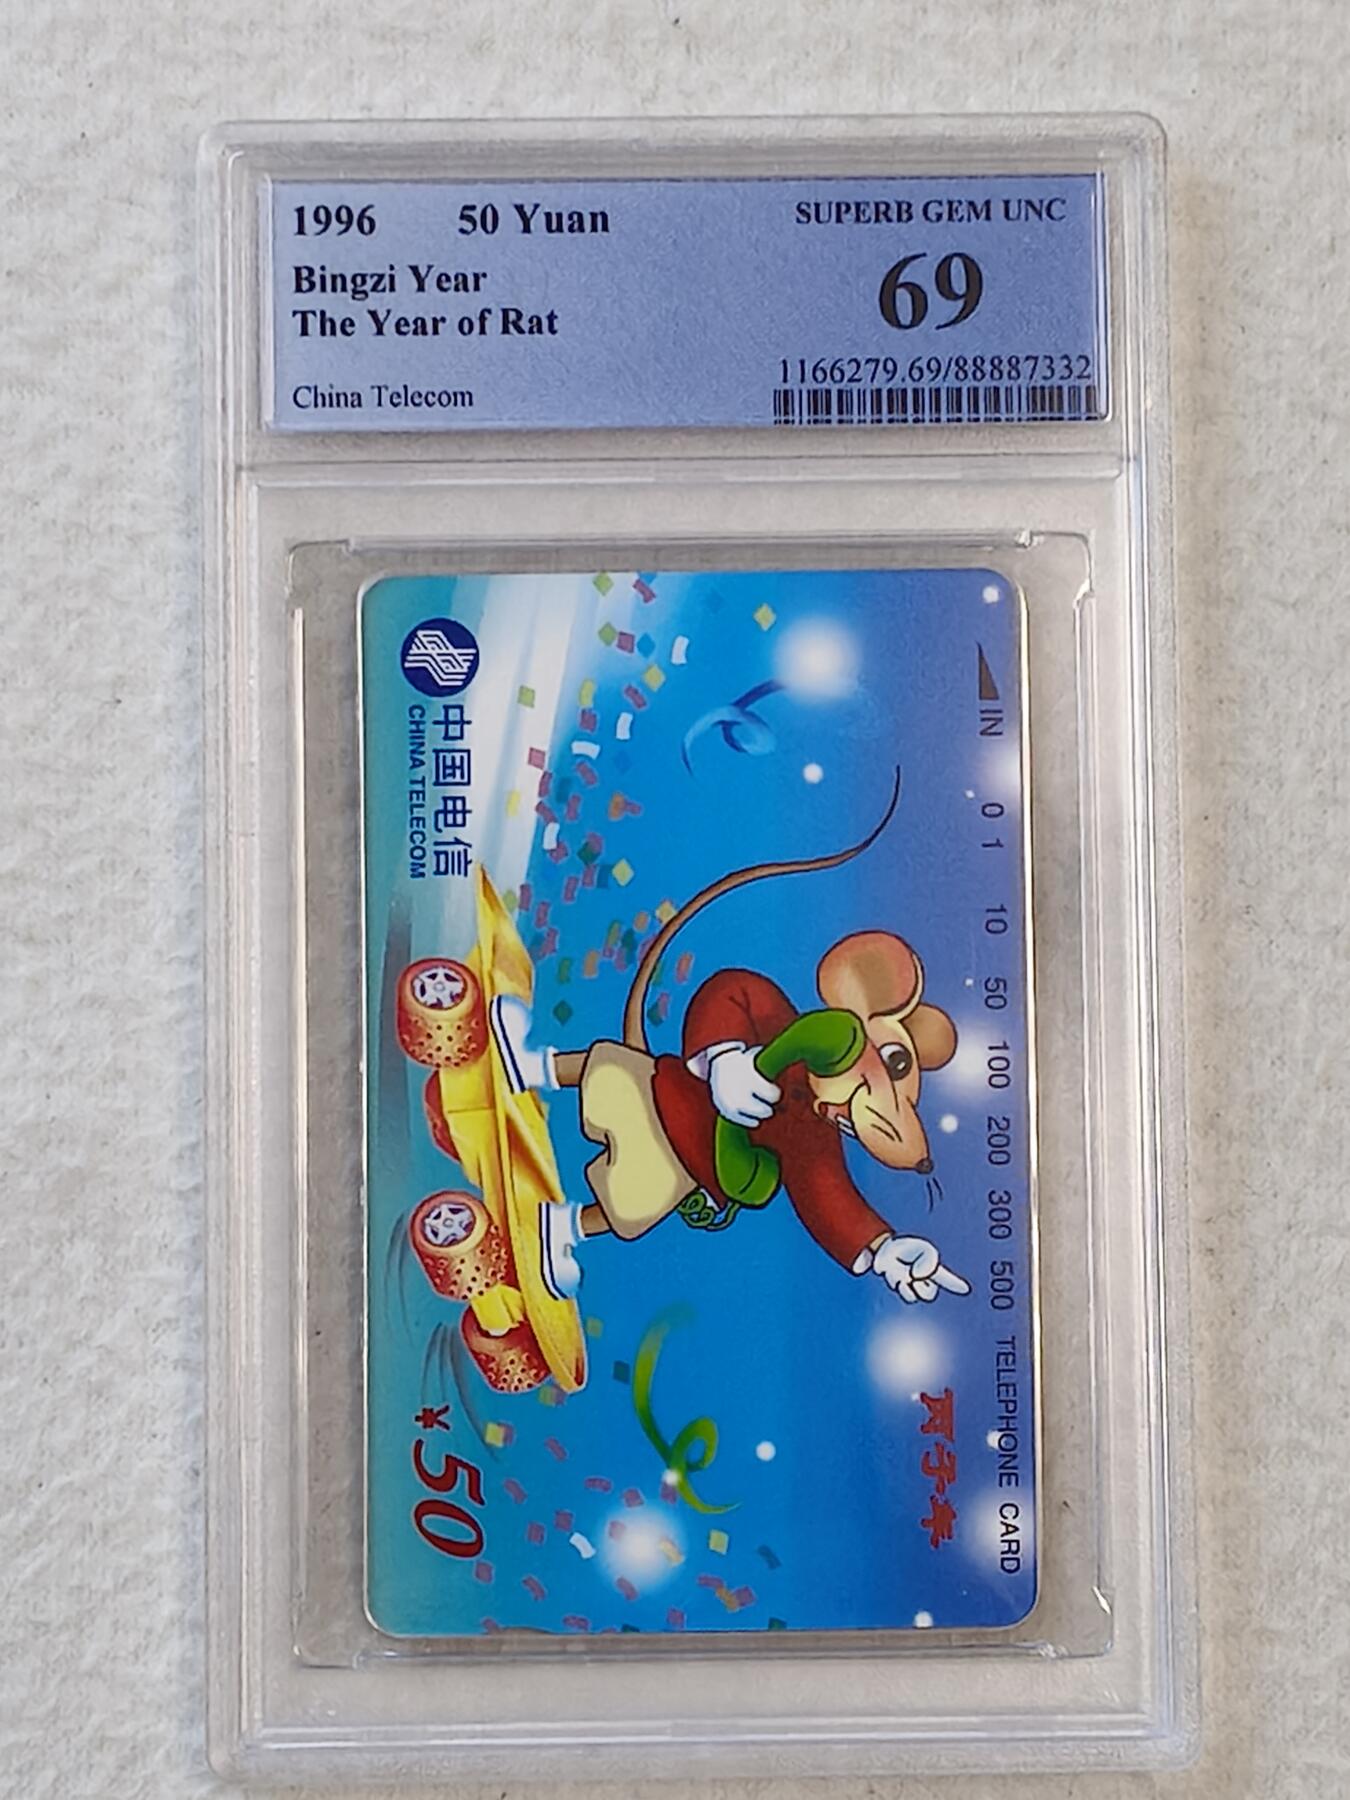 1996 50 Yuan
Bingzi Year
The Year of Rat
China Telecom
SUPERB GEM UNC
69
1166279.69/88887332
IN 0 1 10 50 100 200 300 500 TELEPHONE CARD
丙子年
中国电信
CHINA TELECOM
¥50